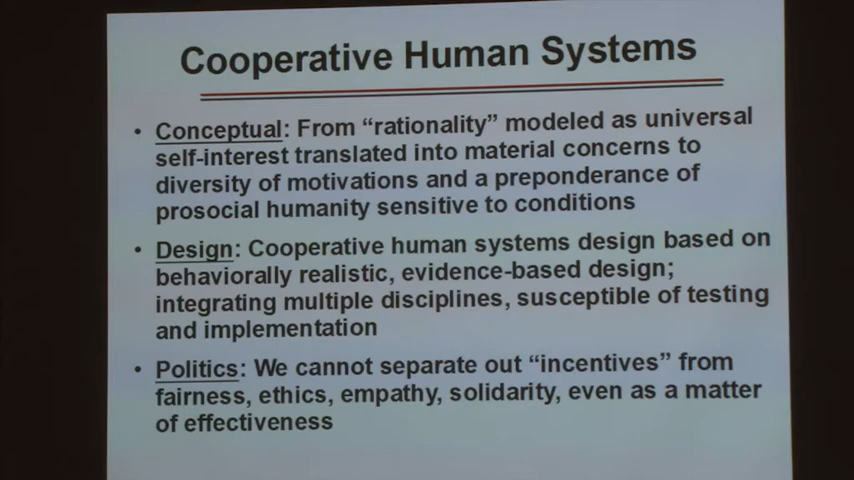 Cooperative Human Systems
• Conceptual: From “rationality” modeled as universal
self-interest translated into material concerns to
diversity of motivations and a preponderance of
prosocial humanity sensitive to conditions
• Design: Cooperative human systems design based on
behaviorally realistic, evidence-based design;
integrating multiple disciplines, susceptible of testing
and implementation
• Politics: We cannot separate out “incentives” from
fairness, ethics, empathy, solidarity, even as a matter
of effectiveness